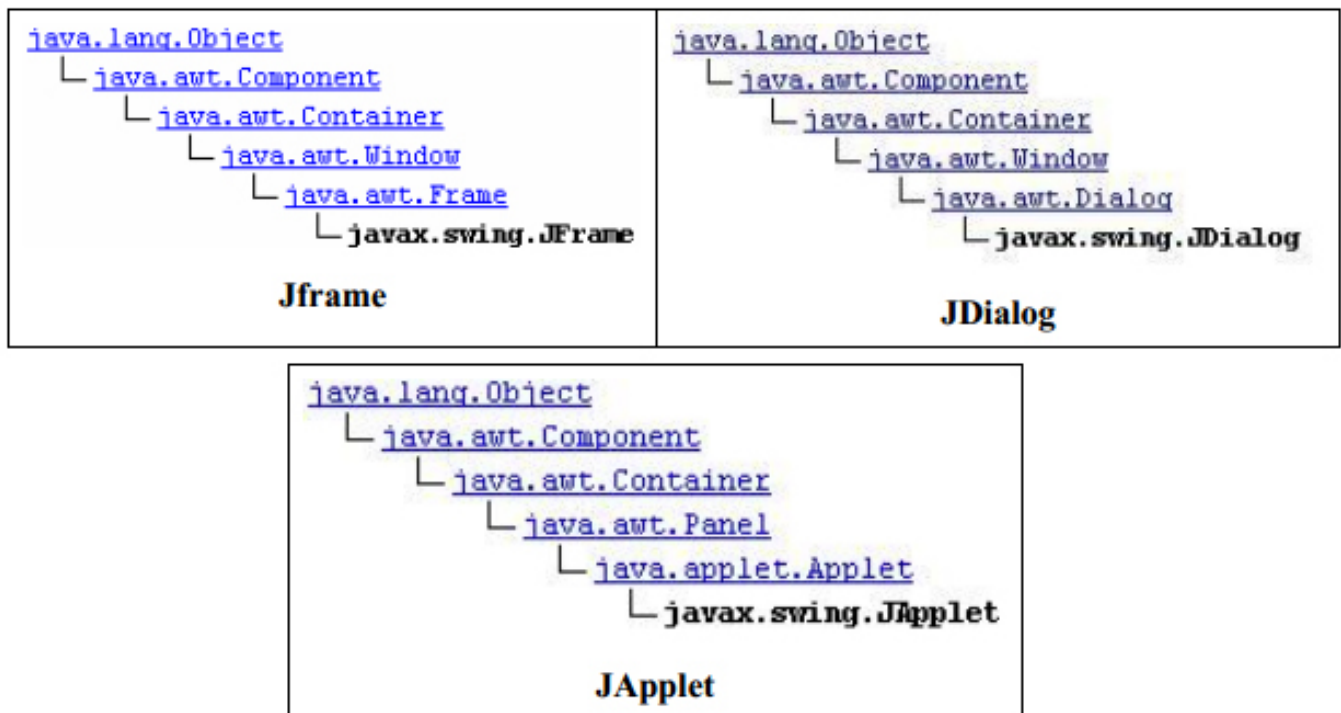 java.lang.Object
java.awt.Component
java.awt.Container
java.awt.Window
java.awt.Frame
javax.swing.JFrame
Jframe
java.lang.Object
java.awt.Component
java.awt.Container
java.awt.Window
java.awt.Dialog
javax.swing.JDialog
JDialog
java.lang.Object
java.awt.Component
java.awt.Container
java.awt.Panel
java.applet.Applet
javax.swing.JApplet
JApplet